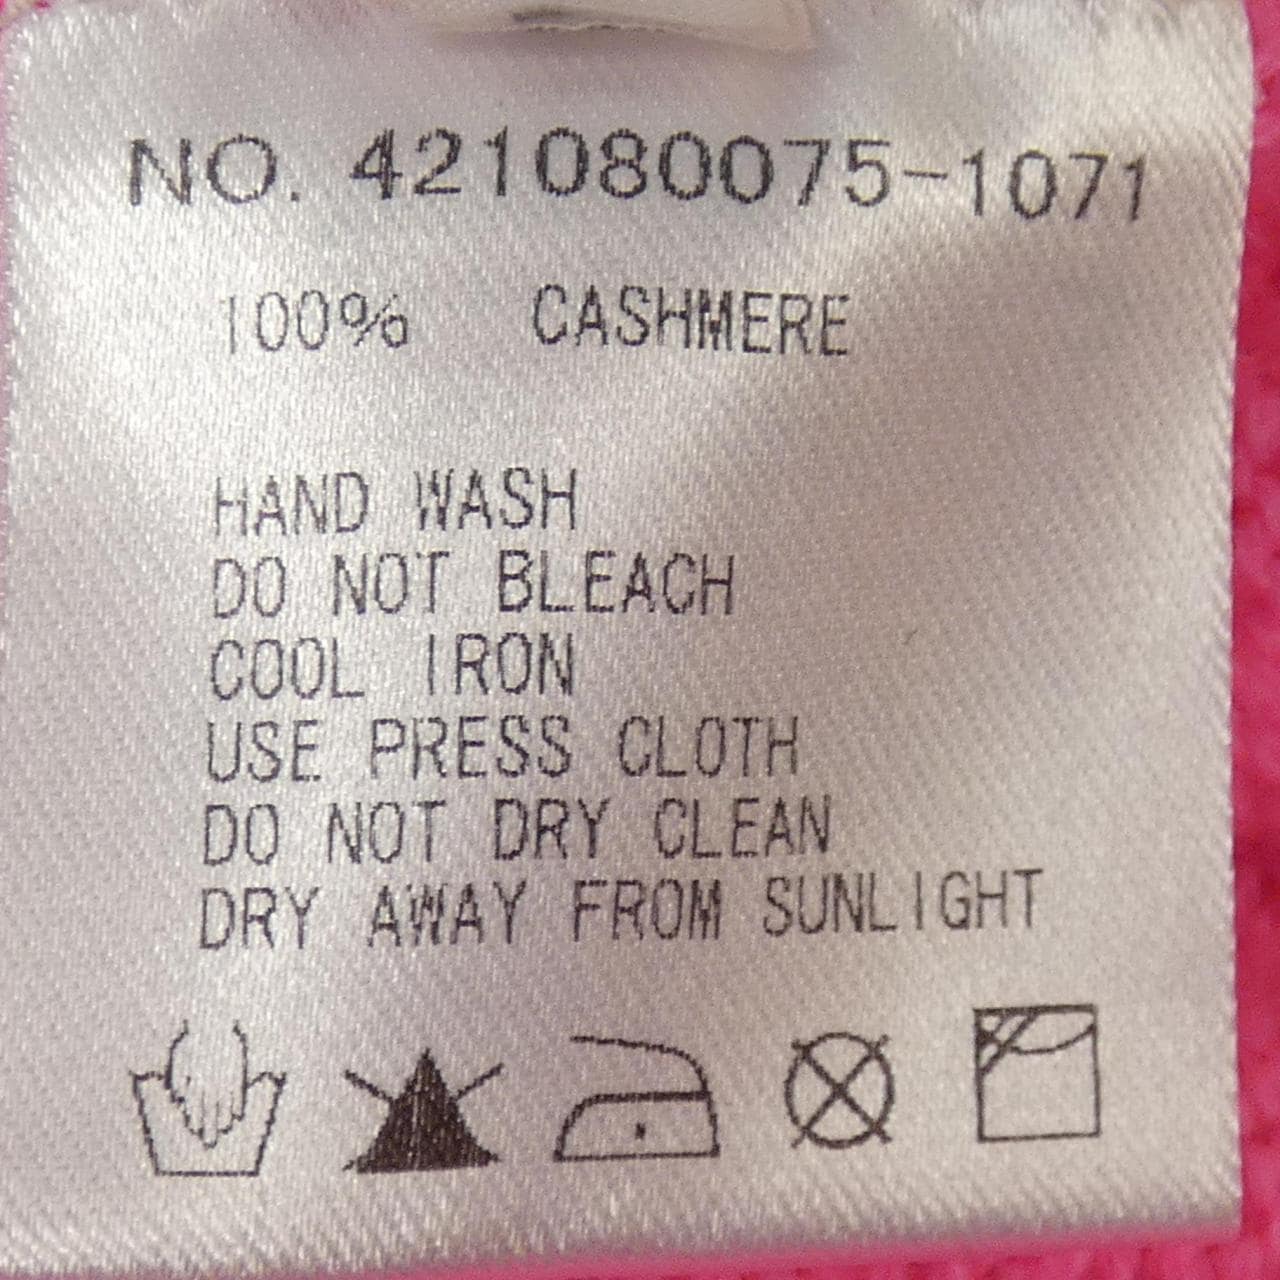 NO. 421080075-1071
100% CASHMERE
HAND WASH
DO NOT BLEACH
COOL IRON
USE PRESS CLOTH
DO NOT DRY CLEAN
DRY AWAY FROM SUNLIGHT